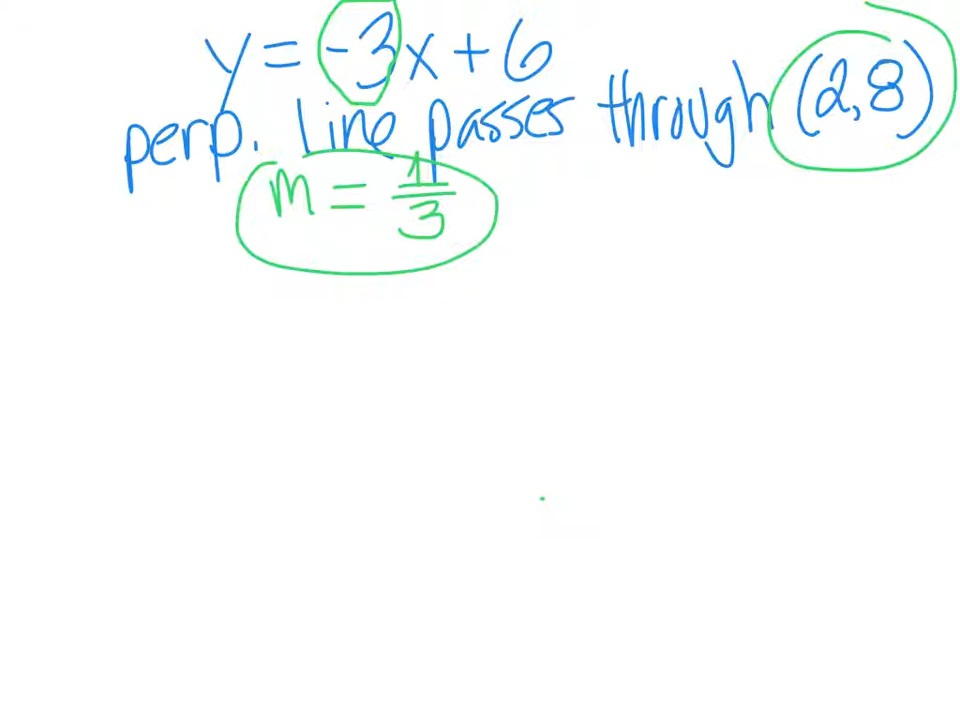 y = -3x + 6
perp. line passes through (2,8)
m = 1/3